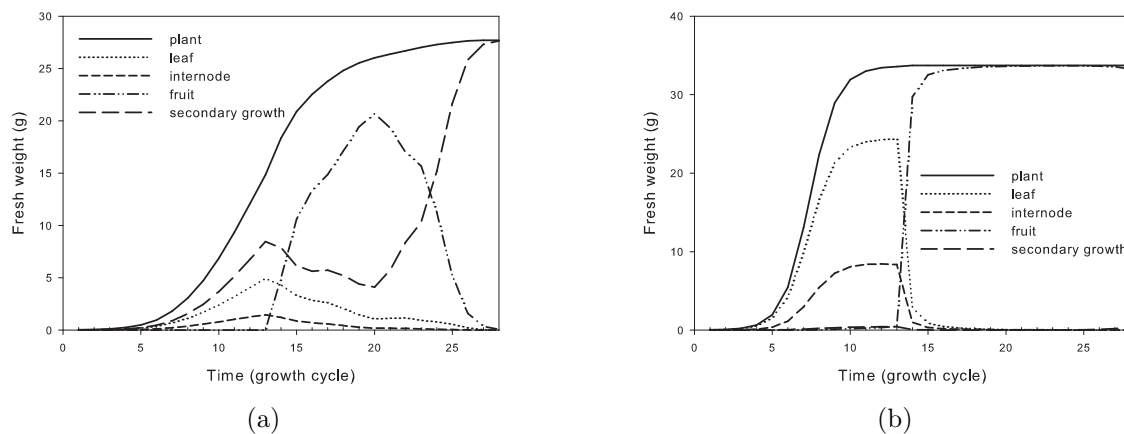 30
25
20
15
10
5
0
Fresh weight (g)
plant
leaf
internode
fruit
secondary growth
0 5 10 15 20 25
Time (growth cycle)
(a)
40
30
20
10
0
Fresh weight (g)
plant
leaf
internode
fruit
secondary growth
0 5 10 15 20 25
Time (growth cycle)
(b)